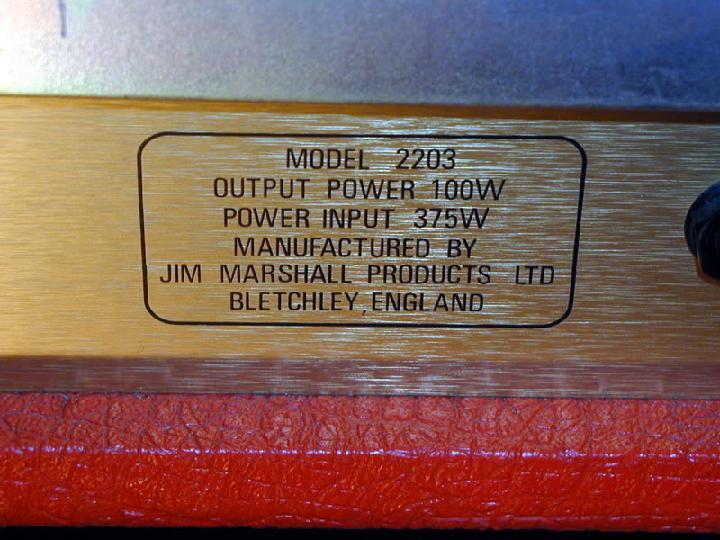 MODEL 2203
OUTPUT POWER 100W
POWER INPUT 375W
MANUFACTURED BY
JIM MARSHALL PRODUCTS LTD
BLETCHLEY, ENGLAND